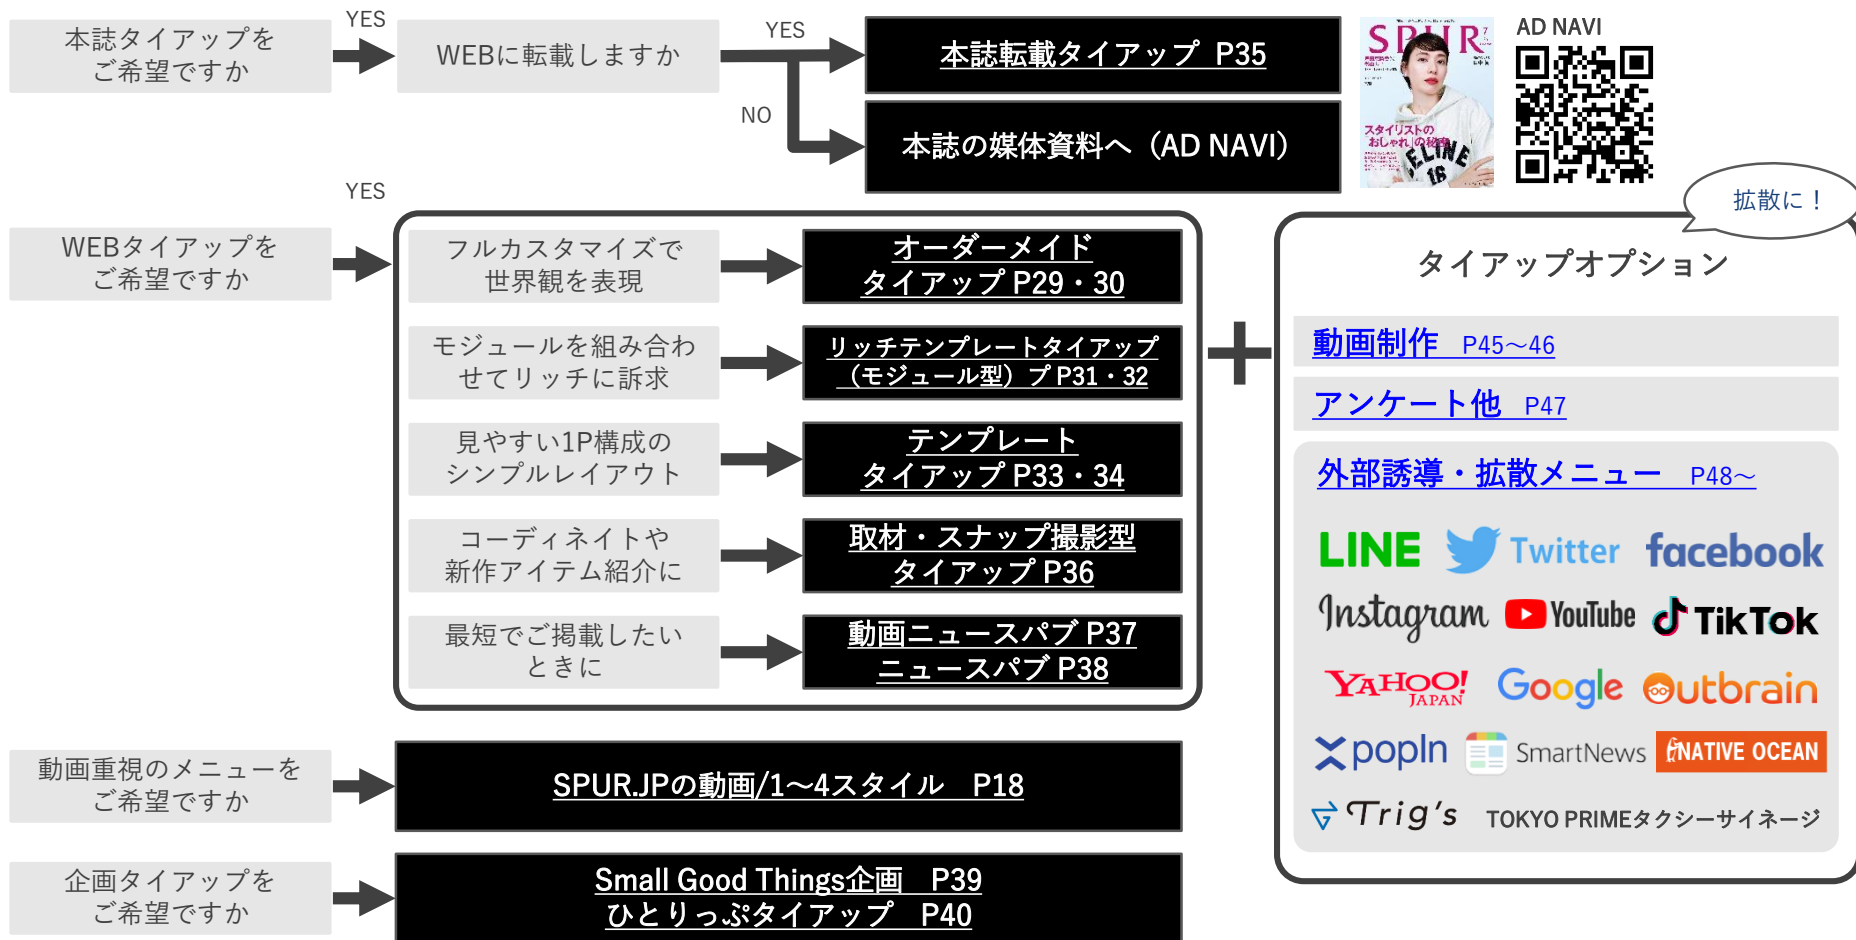 本誌タイアップを
ご希望ですか
YES
WEBに転載しますか
YES
本誌転載タイアップ P35
NO
本誌の媒体資料へ（AD NAVI）
SPUR
7
スタイリストの
「おしゃれ」の秘密
CELINE
16
AD NAVI
YES
WEBタイアップを
ご希望ですか
フルカスタマイズで
世界観を表現
オーダーメイド
タイアップ P29・30
モジュールを組み合わ
せてリッチに訴求
リッチテンプレートタイアップ
（モジュール型）プ P31・32
見やすい1P構成の
シンプルレイアウト
テンプレート
タイアップ P33・34
コーディネイトや
新作アイテム紹介に
取材・スナップ撮影型
タイアップ P36
最短でご掲載したい
ときに
動画ニュースパブ P37
ニュースパブ P38
+
拡散に！
タイアップオプション
動画制作 P45～46
アンケート他 P47
外部誘導・拡散メニュー P48～
LINE Twitter facebook
Instagram YouTube TikTok
YAHOO! JAPAN Google Outbrain
popIn SmartNews NATIVE OCEAN
Trig's TOKYO PRIMEタクシーサイネージ
動画重視のメニューを
ご希望ですか
SPUR.JPの動画/1～4スタイル P18
企画タイアップを
ご希望ですか
Small Good Things企画 P39
ひとりっぷタイアップ P40